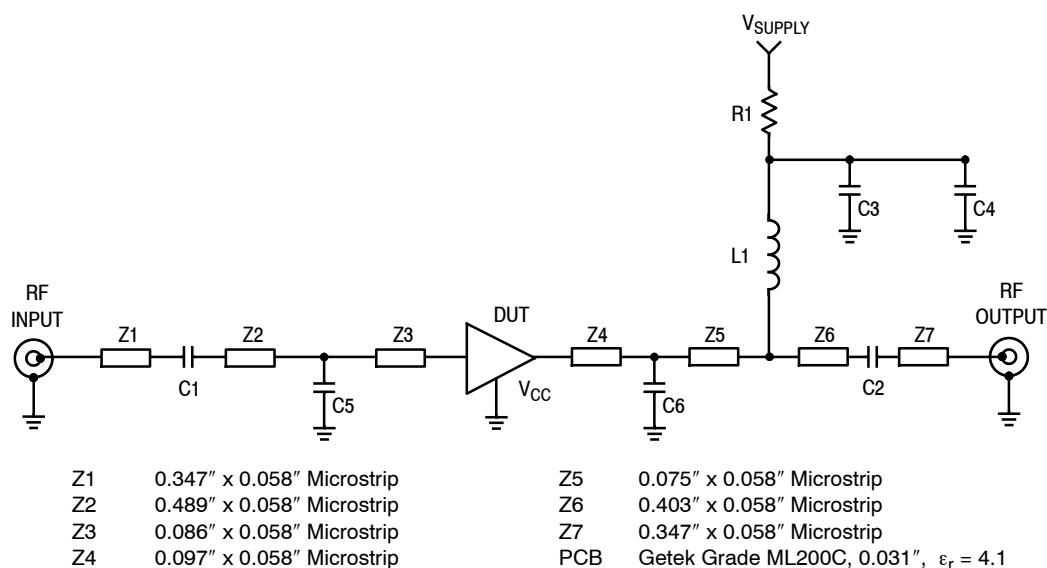 VSUPPLY
R1
C3
C4
L1
RF
INPUT
RF
OUTPUT
DUT
Z1
Z2
Z3
Z4
Z5
Z6
Z7
C1
C5
VCC
C6
C2
Z1 0.347″ x 0.058″ Microstrip
Z2 0.489″ x 0.058″ Microstrip
Z3 0.086″ x 0.058″ Microstrip
Z4 0.097″ x 0.058″ Microstrip
Z5 0.075″ x 0.058″ Microstrip
Z6 0.403″ x 0.058″ Microstrip
Z7 0.347″ x 0.058″ Microstrip
PCB Getek Grade ML200C, 0.031″, εr = 4.1